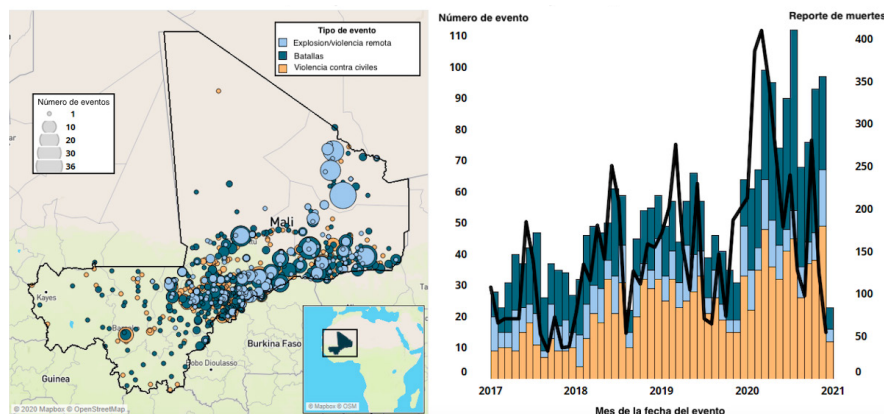 Tipo de evento
Explosion/violencia remota
Batallas
Violencia contra civiles
Número de eventos
1
10
20
30
36
Mali
Kayes
Burkina Faso
Bobo Dioulasso
Guinea
© 2020 Mapbox © OpenStreetMap
© Mapbox © OSM
Número de evento
Reporte de muertes
110
100
90
80
70
60
50
40
30
20
10
0
400
350
300
250
200
150
100
50
0
2017
2018
2019
2020
2021
Mes de la fecha del evento